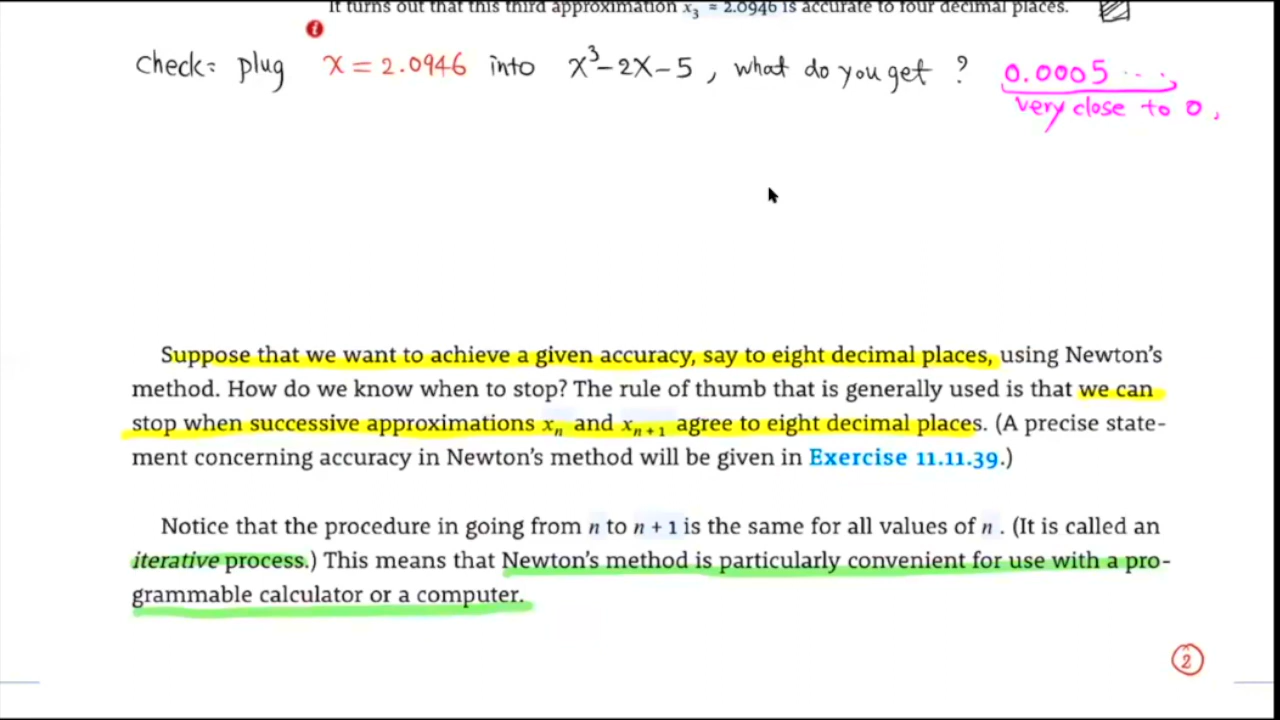 It turns out that this third approximation x₃ = 2.0946 is accurate to four decimal places.
i
Check: plug x = 2.0946 into x³-2x-5, what do you get ? 0.0005 ....
very close to 0,
Suppose that we want to achieve a given accuracy, say to eight decimal places, using Newton's
method. How do we know when to stop? The rule of thumb that is generally used is that we can
stop when successive approximations xₙ and xₙ₊₁ agree to eight decimal places. (A precise state-
ment concerning accuracy in Newton's method will be given in Exercise 11.11.39.)
Notice that the procedure in going from n to n + 1 is the same for all values of n . (It is called an
iterative process.) This means that Newton's method is particularly convenient for use with a pro-
grammable calculator or a computer.
2